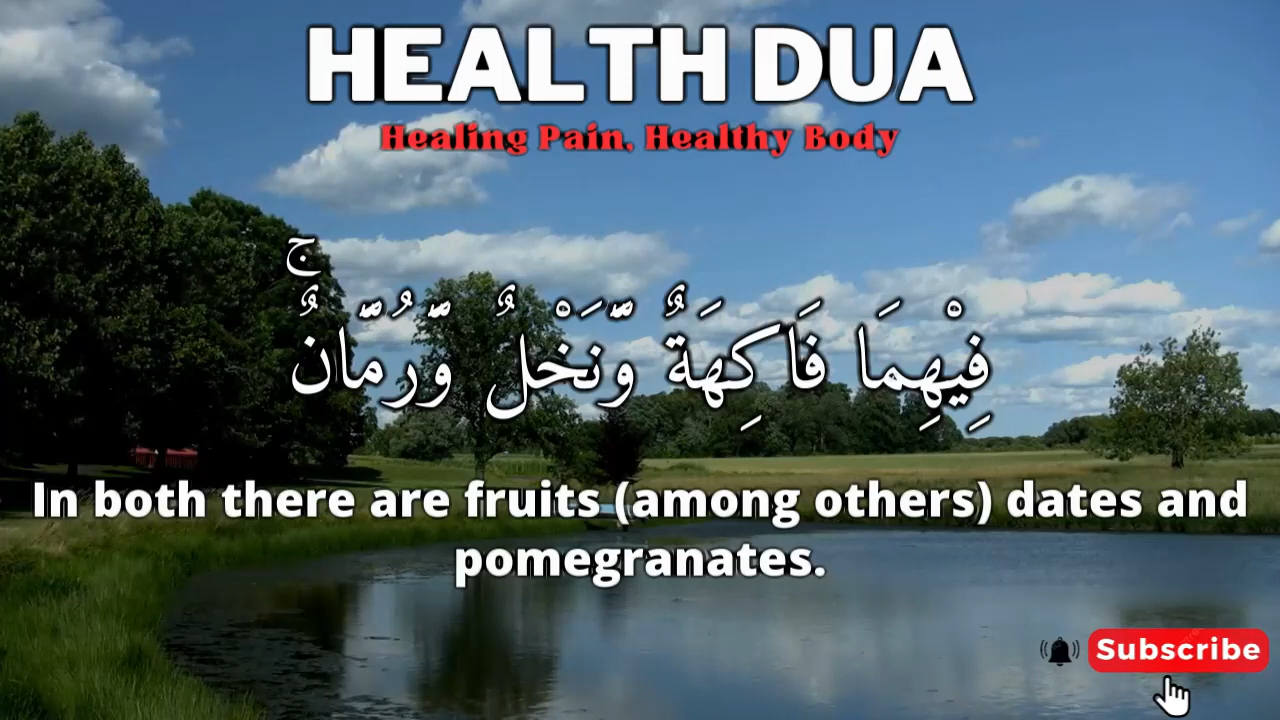 HEALTH DUA
Healing Pain, Healthy Body
فِيْهِمَا فَاكِهَةٌ وَّنَخْلٌ وَّرُمَّانٌۚ
In both there are fruits (among others) dates and
pomegranates.
Subscribe